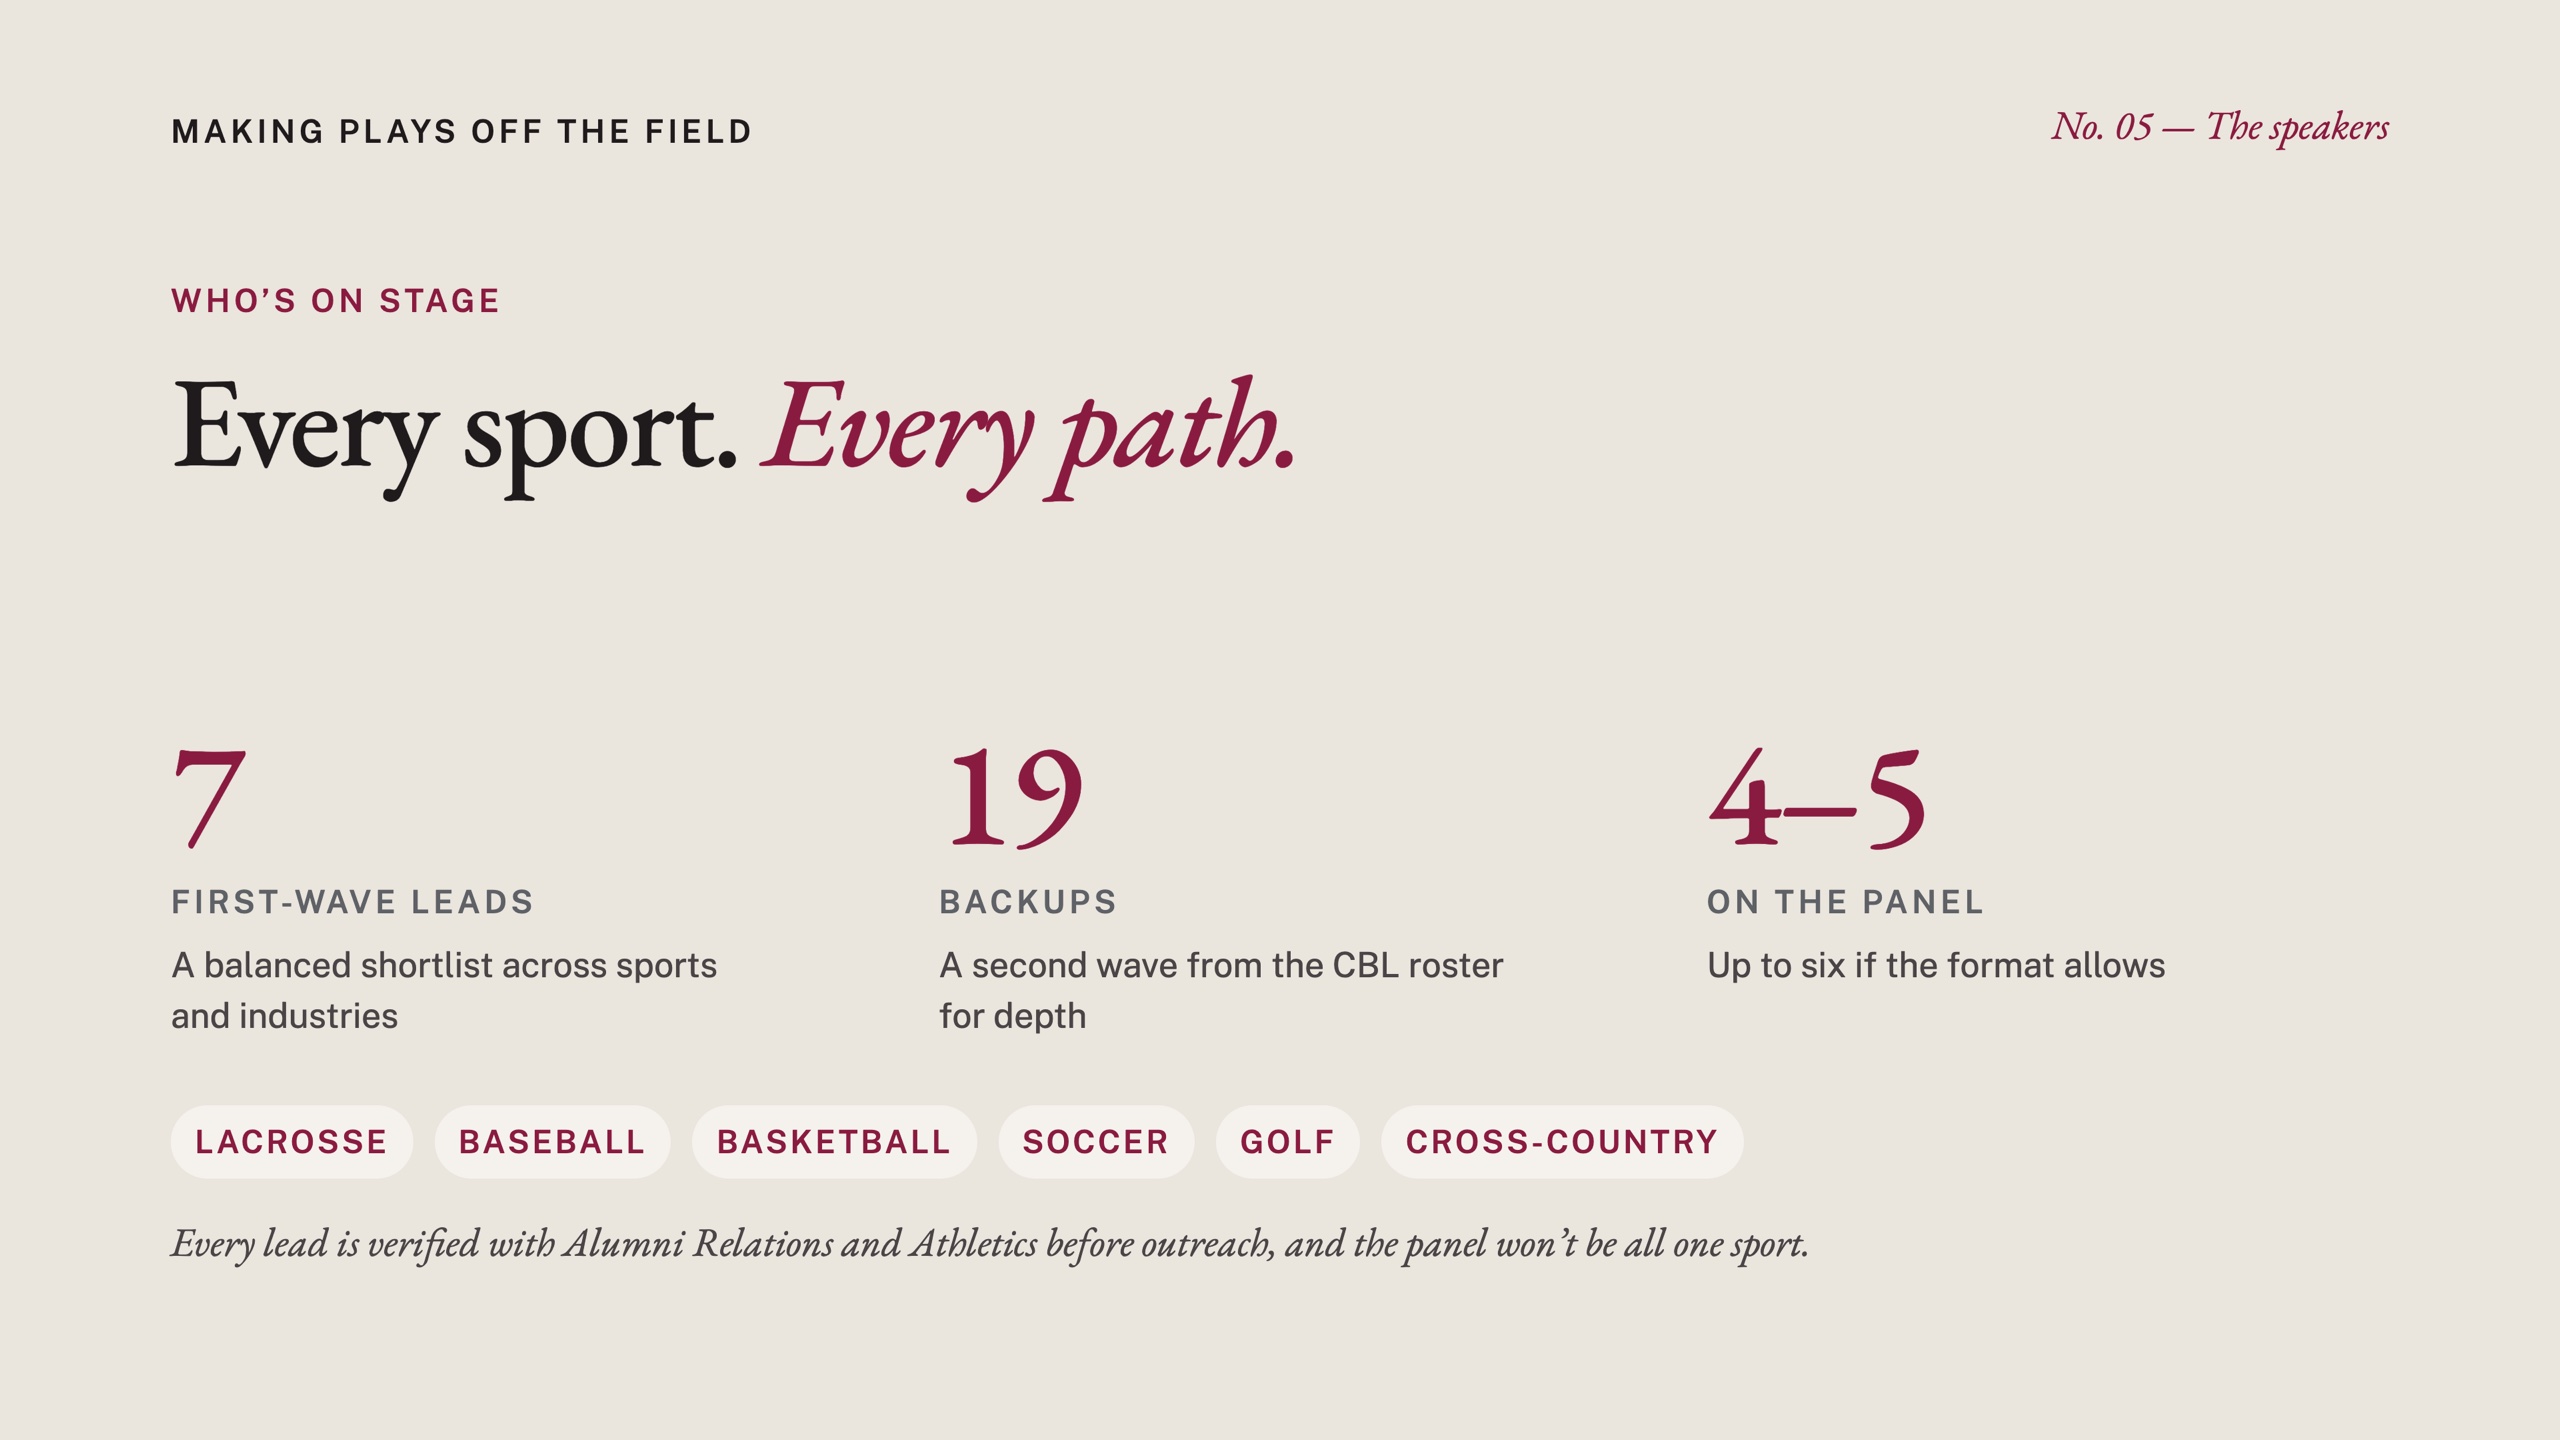 MAKING PLAYS OFF THE FIELD
No. 05 — The speakers
WHO’S ON STAGE
Every sport. Every path.
7
FIRST-WAVE LEADS
A balanced shortlist across sports
and industries
19
BACKUPS
A second wave from the CBL roster
for depth
4–5
ON THE PANEL
Up to six if the format allows
LACROSSE BASEBALL BASKETBALL SOCCER GOLF CROSS-COUNTRY
Every lead is verified with Alumni Relations and Athletics before outreach, and the panel won’t be all one sport.